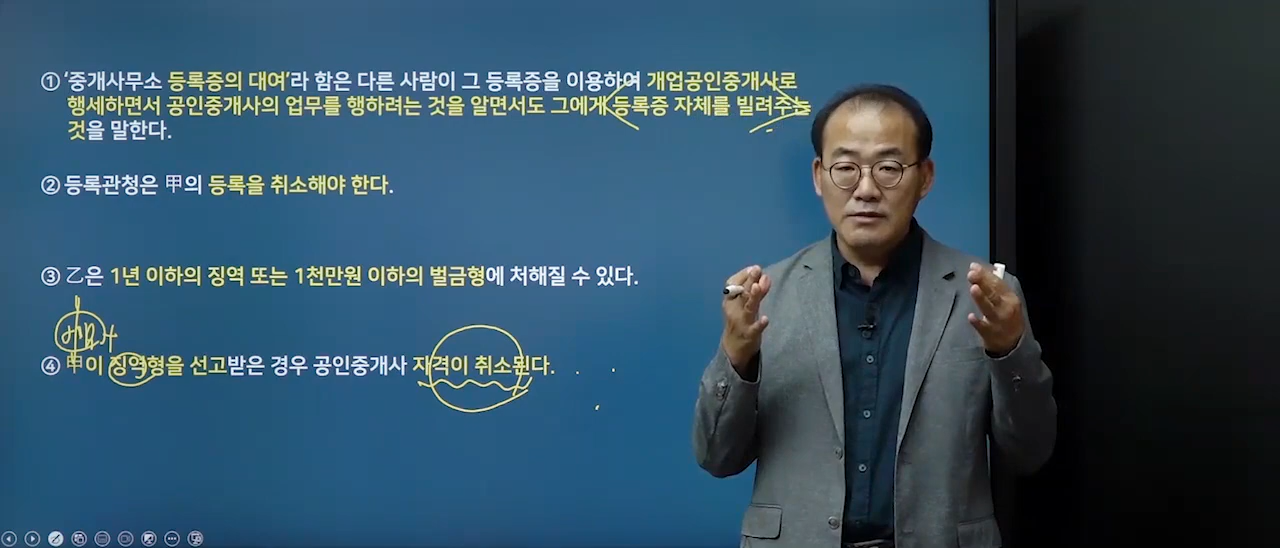 ① ‘중개사무소 등록증의 대여’라 함은 다른 사람이 그 등록증을 이용하여 개업공인중개사로
행세하면서 공인중개사의 업무를 행하려는 것을 알면서도 그에게 등록증 자체를 빌려주는
것을 말한다.
② 등록관청은 甲의 등록을 취소해야 한다.
③ 乙은 1년 이하의 징역 또는 1천만원 이하의 벌금형에 처해질 수 있다.
④ 甲이 징역형을 선고받은 경우 공인중개사 자격이 취소된다.